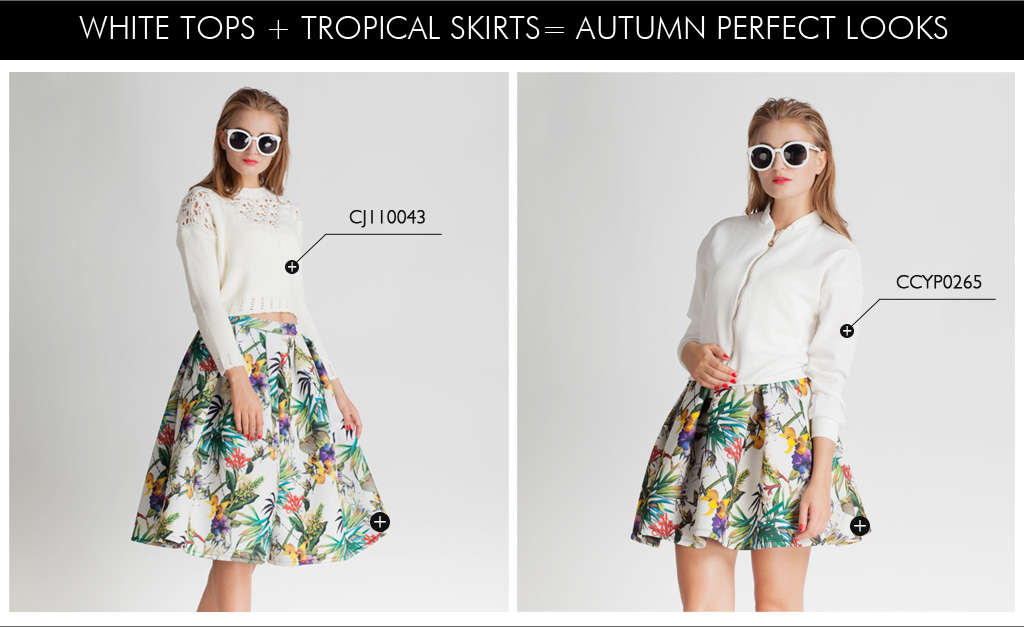 WHITE TOPS + TROPICAL SKIRTS= AUTUMN PERFECT LOOKS
CJ110043
CCYP0265